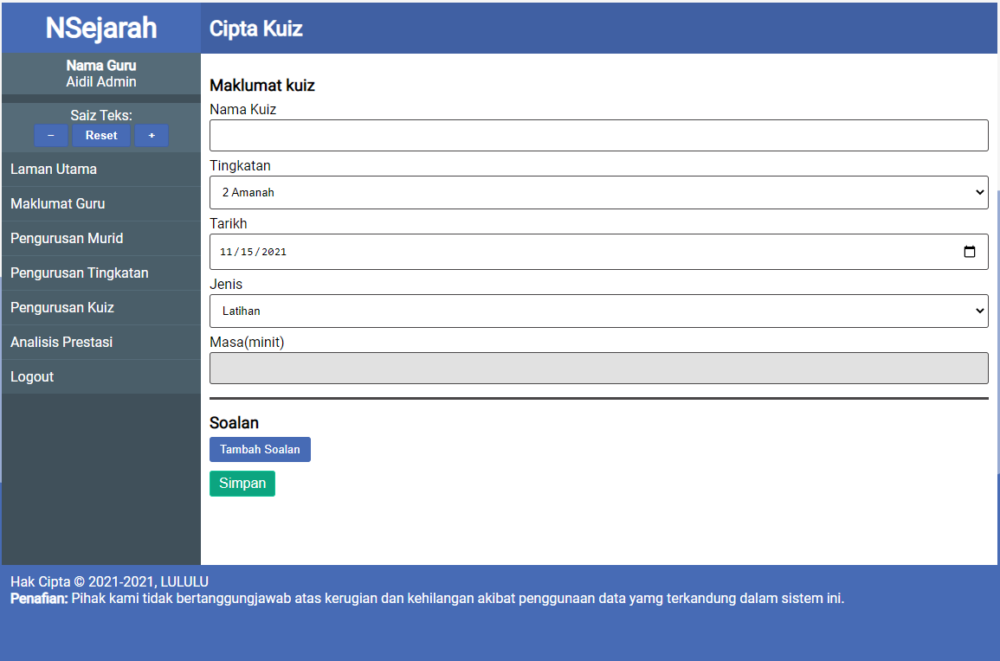 NSejarah
Cipta Kuiz
Nama Guru
Aidil Admin
Saiz Teks:
− Reset +
Laman Utama
Maklumat Guru
Pengurusan Murid
Pengurusan Tingkatan
Pengurusan Kuiz
Analisis Prestasi
Logout
Maklumat kuiz
Nama Kuiz
Tingkatan
2 Amanah
Tarikh
11/15/2021
Jenis
Latihan
Masa(minit)
Soalan
Tambah Soalan
Simpan
Hak Cipta © 2021-2021, LULULU
Penafian: Pihak kami tidak bertanggungjawab atas kerugian dan kehilangan akibat penggunaan data yamg terkandung dalam sistem ini.